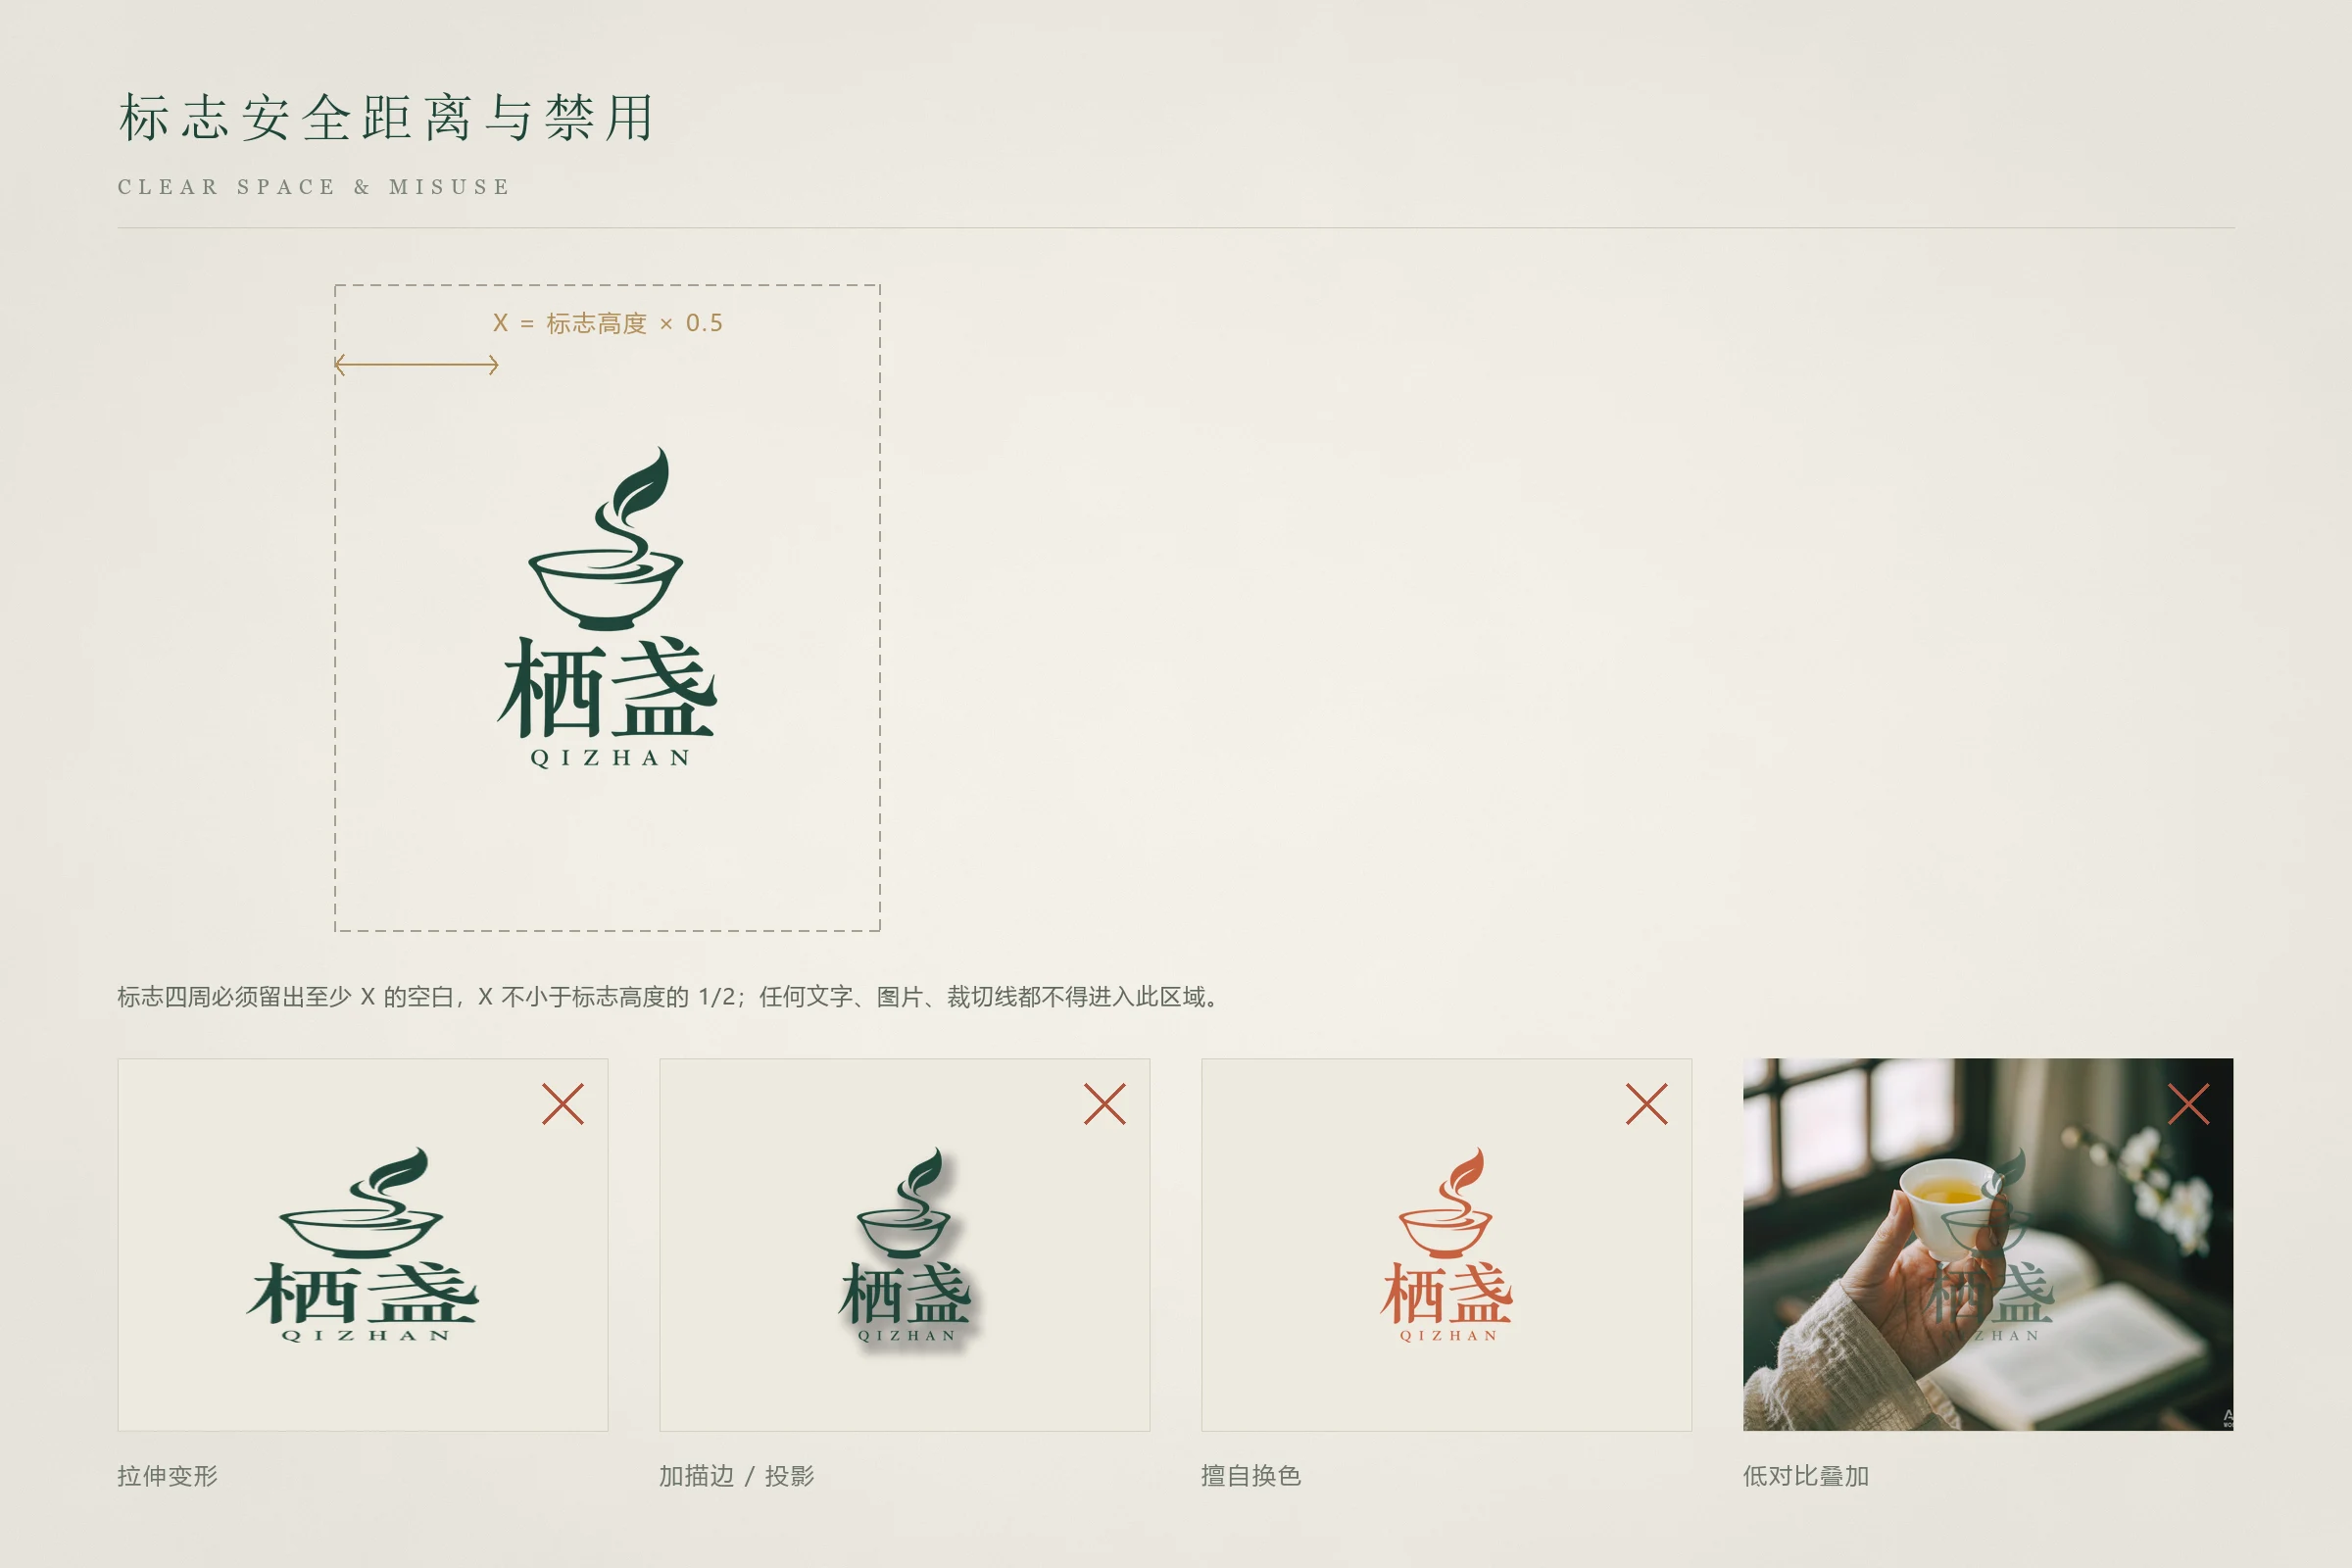 标志安全距离与禁用
CLEAR SPACE & MISUSE
X = 标志高度 × 0.5
栖盏
QIZHAN
标志四周必须留出至少 X 的空白，X 不小于标志高度的 1/2；任何文字、图片、裁切线都不得进入此区域。
栖盏
QIZHAN
栖盏
QIZHAN
栖盏
QIZHAN
栖盏
ZHAN
拉伸变形
加描边 / 投影
擅自换色
低对比叠加